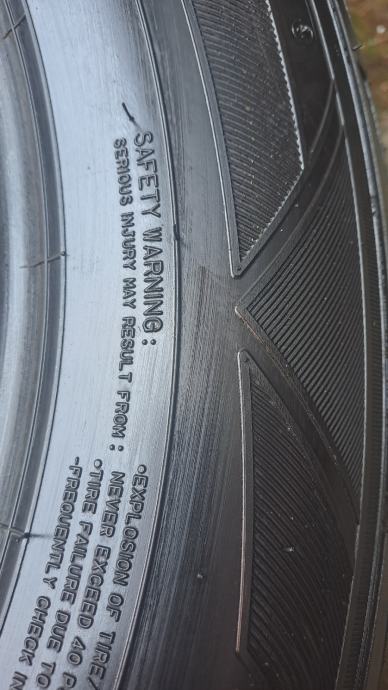 SAFETY WARNING:
SERIOUS INJURY MAY RESULT FROM:
•EXPLOSION OF TIRE/
NEVER EXCEED 40
•TIRE FAILURE DUE TO
-FREQUENTLY CHECK